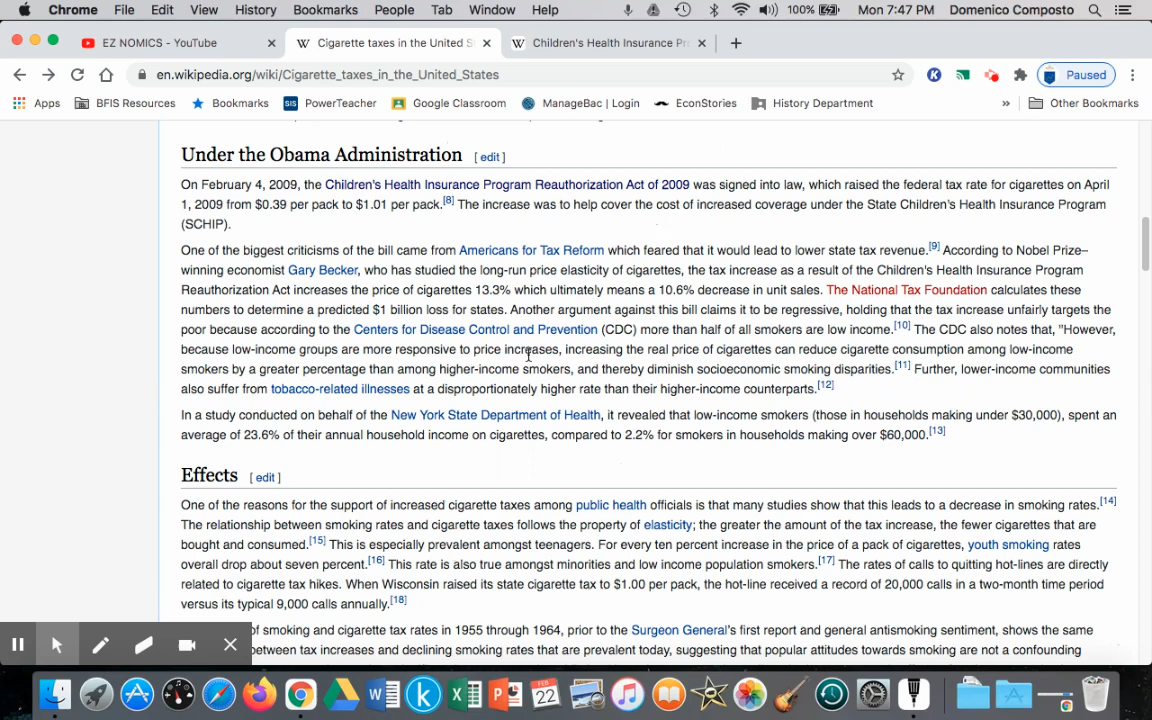 Chrome File Edit View History Bookmarks People Tab Window Help 100% Mon 7:47 PM Domenico Composto
EZ NOMICS - YouTube × W Cigarette taxes in the United S × W Children's Health Insurance Pr × +
en.wikipedia.org/wiki/Cigarette_taxes_in_the_United_States K Paused
Apps BFIS Resources Bookmarks SIS PowerTeacher Google Classroom ManageBac | Login EconStories History Department » Other Bookmarks
Under the Obama Administration [ edit ]
On February 4, 2009, the Children's Health Insurance Program Reauthorization Act of 2009 was signed into law, which raised the federal tax rate for cigarettes on April
1, 2009 from $0.39 per pack to $1.01 per pack.[8] The increase was to help cover the cost of increased coverage under the State Children's Health Insurance Program
(SCHIP).
One of the biggest criticisms of the bill came from Americans for Tax Reform which feared that it would lead to lower state tax revenue.[9] According to Nobel Prize–
winning economist Gary Becker, who has studied the long-run price elasticity of cigarettes, the tax increase as a result of the Children's Health Insurance Program
Reauthorization Act increases the price of cigarettes 13.3% which ultimately means a 10.6% decrease in unit sales. The National Tax Foundation calculates these
numbers to determine a predicted $1 billion loss for states. Another argument against this bill claims it to be regressive, holding that the tax increase unfairly targets the
poor because according to the Centers for Disease Control and Prevention (CDC) more than half of all smokers are low income.[10] The CDC also notes that, "However,
because low-income groups are more responsive to price increases, increasing the real price of cigarettes can reduce cigarette consumption among low-income
smokers by a greater percentage than among higher-income smokers, and thereby diminish socioeconomic smoking disparities.[11] Further, lower-income communities
also suffer from tobacco-related illnesses at a disproportionately higher rate than their higher-income counterparts.[12]
In a study conducted on behalf of the New York State Department of Health, it revealed that low-income smokers (those in households making under $30,000), spent an
average of 23.6% of their annual household income on cigarettes, compared to 2.2% for smokers in households making over $60,000.[13]
Effects [ edit ]
One of the reasons for the support of increased cigarette taxes among public health officials is that many studies show that this leads to a decrease in smoking rates.[14]
The relationship between smoking rates and cigarette taxes follows the property of elasticity; the greater the amount of the tax increase, the fewer cigarettes that are
bought and consumed.[15] This is especially prevalent amongst teenagers. For every ten percent increase in the price of a pack of cigarettes, youth smoking rates
overall drop about seven percent.[16] This rate is also true amongst minorities and low income population smokers.[17] The rates of calls to quitting hot-lines are directly
related to cigarette tax hikes. When Wisconsin raised its state cigarette tax to $1.00 per pack, the hot-line received a record of 20,000 calls in a two-month time period
versus its typical 9,000 calls annually.[18]
of smoking and cigarette tax rates in 1955 through 1964, prior to the Surgeon General's first report and general antismoking sentiment, shows the same
between tax increases and declining smoking rates that are prevalent today, suggesting that popular attitudes towards smoking are not a confounding
W K X P FEB 22